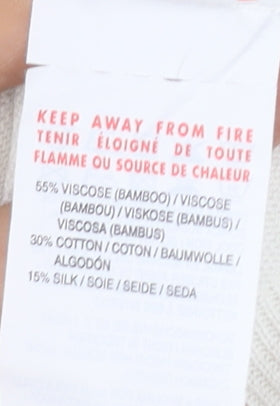 KEEP AWAY FROM FIRE
TENIR ÉLOIGNÉ DE TOUTE
FLAMME OU SOURCE DE CHALEUR
55% VISCOSE (BAMBOO) / VISCOSE
(BAMBOU) / VISKOSE (BAMBUS) /
VISCOSA (BAMBUS)
30% COTTON / COTON / BAUMWOLLE /
ALGODÓN
15% SILK / SOIE / SEIDE / SEDA